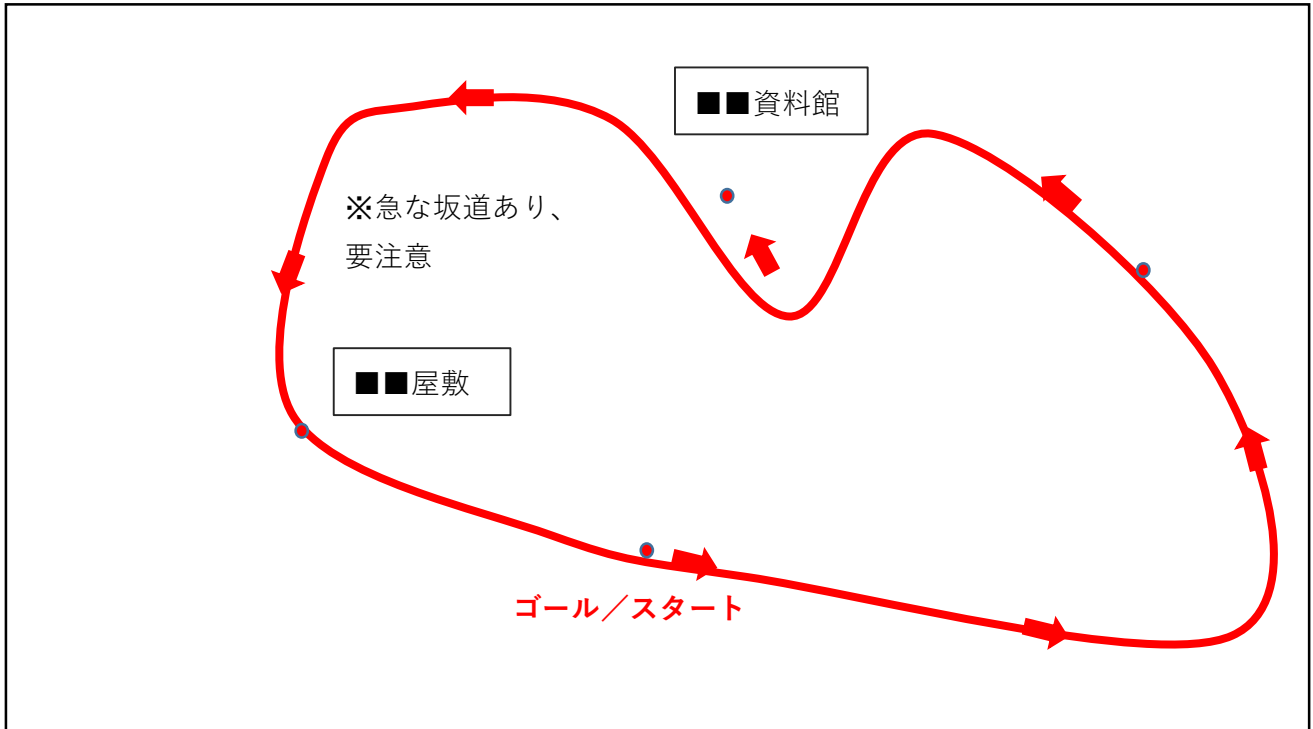 ■■資料館
※急な坂道あり、
要注意
■■屋敷
ゴール／スタート